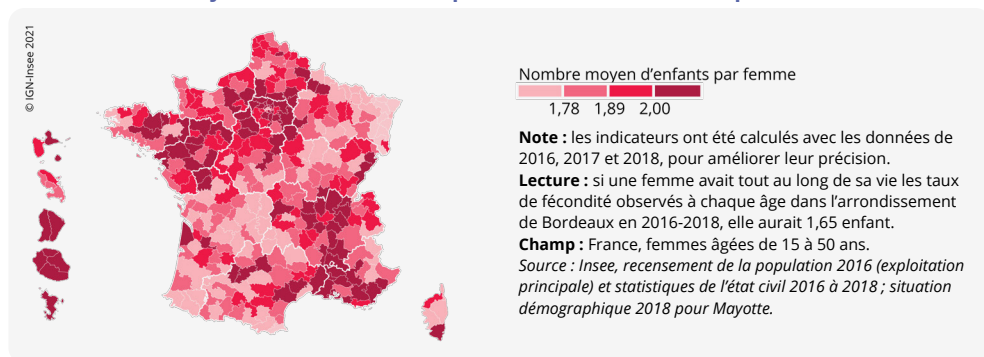 © IGN-Insee 2021
Nombre moyen d’enfants par femme
1,78 1,89 2,00
Note : les indicateurs ont été calculés avec les données de
2016, 2017 et 2018, pour améliorer leur précision.
Lecture : si une femme avait tout au long de sa vie les taux
de fécondité observés à chaque âge dans l’arrondissement
de Bordeaux en 2016-2018, elle aurait 1,65 enfant.
Champ : France, femmes âgées de 15 à 50 ans.
Source : Insee, recensement de la population 2016 (exploitation
principale) et statistiques de l’état civil 2016 à 2018 ; situation
démographique 2018 pour Mayotte.